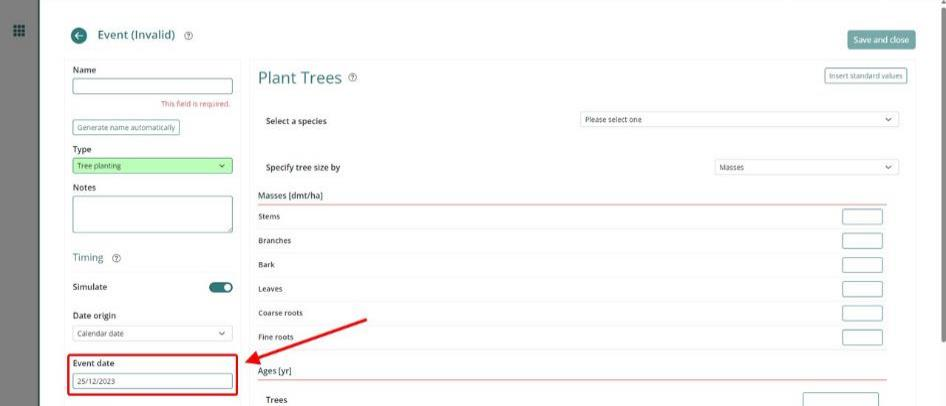 Event (Invalid)
Save and close
Name
This field is required.
Generate name automatically
Type
Tree planting
Notes
Timing
Simulate
Date origin
Calendar date
Event date
25/12/2023
Plant Trees
Insert standard values
Select a species
Please select one
Specify tree size by
Masses
Masses [dmt/ha]
Stems
Branches
Bark
Leaves
Coarse roots
Fine roots
Ages [yr]
Trees